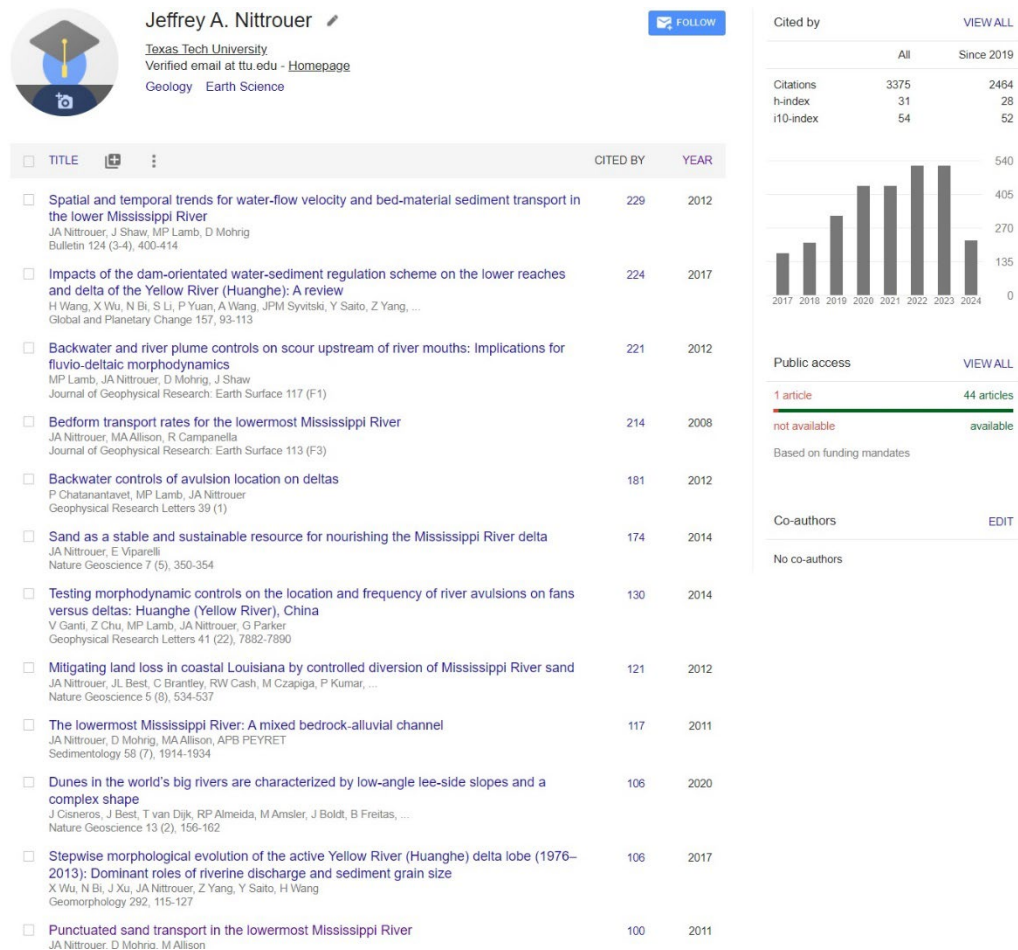 Jeffrey A. Nittrouer
FOLLOW
Texas Tech University
Verified email at ttu.edu - Homepage
Geology Earth Science
TITLE CITED BY YEAR
Spatial and temporal trends for water-flow velocity and bed-material sediment transport in 229 2012
the lower Mississippi River
JA Nittrouer, J Shaw, MP Lamb, D Mohrig
Bulletin 124 (3-4), 400-414
Impacts of the dam-orientated water-sediment regulation scheme on the lower reaches 224 2017
and delta of the Yellow River (Huanghe): A review
H Wang, X Wu, N Bi, S Li, P Yuan, A Wang, JPM Syvitski, Y Saito, Z Yang, ...
Global and Planetary Change 157, 93-113
Backwater and river plume controls on scour upstream of river mouths: Implications for 221 2012
fluvio-deltaic morphodynamics
MP Lamb, JA Nittrouer, D Mohrig, J Shaw
Journal of Geophysical Research: Earth Surface 117 (F1)
Bedform transport rates for the lowermost Mississippi River 214 2008
JA Nittrouer, MA Allison, R Campanella
Journal of Geophysical Research: Earth Surface 113 (F3)
Backwater controls of avulsion location on deltas 181 2012
P Chatanantavet, MP Lamb, JA Nittrouer
Geophysical Research Letters 39 (1)
Sand as a stable and sustainable resource for nourishing the Mississippi River delta 174 2014
JA Nittrouer, E Viparelli
Nature Geoscience 7 (5), 350-354
Testing morphodynamic controls on the location and frequency of river avulsions on fans 130 2014
versus deltas: Huanghe (Yellow River), China
V Ganti, Z Chu, MP Lamb, JA Nittrouer, G Parker
Geophysical Research Letters 41 (22), 7882-7890
Mitigating land loss in coastal Louisiana by controlled diversion of Mississippi River sand 121 2012
JA Nittrouer, JL Best, C Brantley, RW Cash, M Czapiga, P Kumar, ...
Nature Geoscience 5 (8), 534-537
The lowermost Mississippi River: A mixed bedrock-alluvial channel 117 2011
JA Nittrouer, D Mohrig, MA Allison, APB PEYRET
Sedimentology 58 (7), 1914-1934
Dunes in the world's big rivers are characterized by low-angle lee-side slopes and a 106 2020
complex shape
J Cisneros, J Best, T van Dijk, RP Almeida, M Amsler, J Boldt, B Freitas, ...
Nature Geoscience 13 (2), 156-162
Stepwise morphological evolution of the active Yellow River (Huanghe) delta lobe (1976– 106 2017
2013): Dominant roles of riverine discharge and sediment grain size
X Wu, N Bi, J Xu, JA Nittrouer, Z Yang, Y Saito, H Wang
Geomorphology 292, 115-127
Punctuated sand transport in the lowermost Mississippi River 100 2011
JA Nittrouer, D Mohrig, M Allison
Cited by VIEW ALL
All Since 2019
Citations 3375 2464
h-index 31 28
i10-index 54 52
540
405
270
135
0
2017 2018 2019 2020 2021 2022 2023 2024
Public access VIEW ALL
1 article 44 articles
not available available
Based on funding mandates
Co-authors EDIT
No co-authors